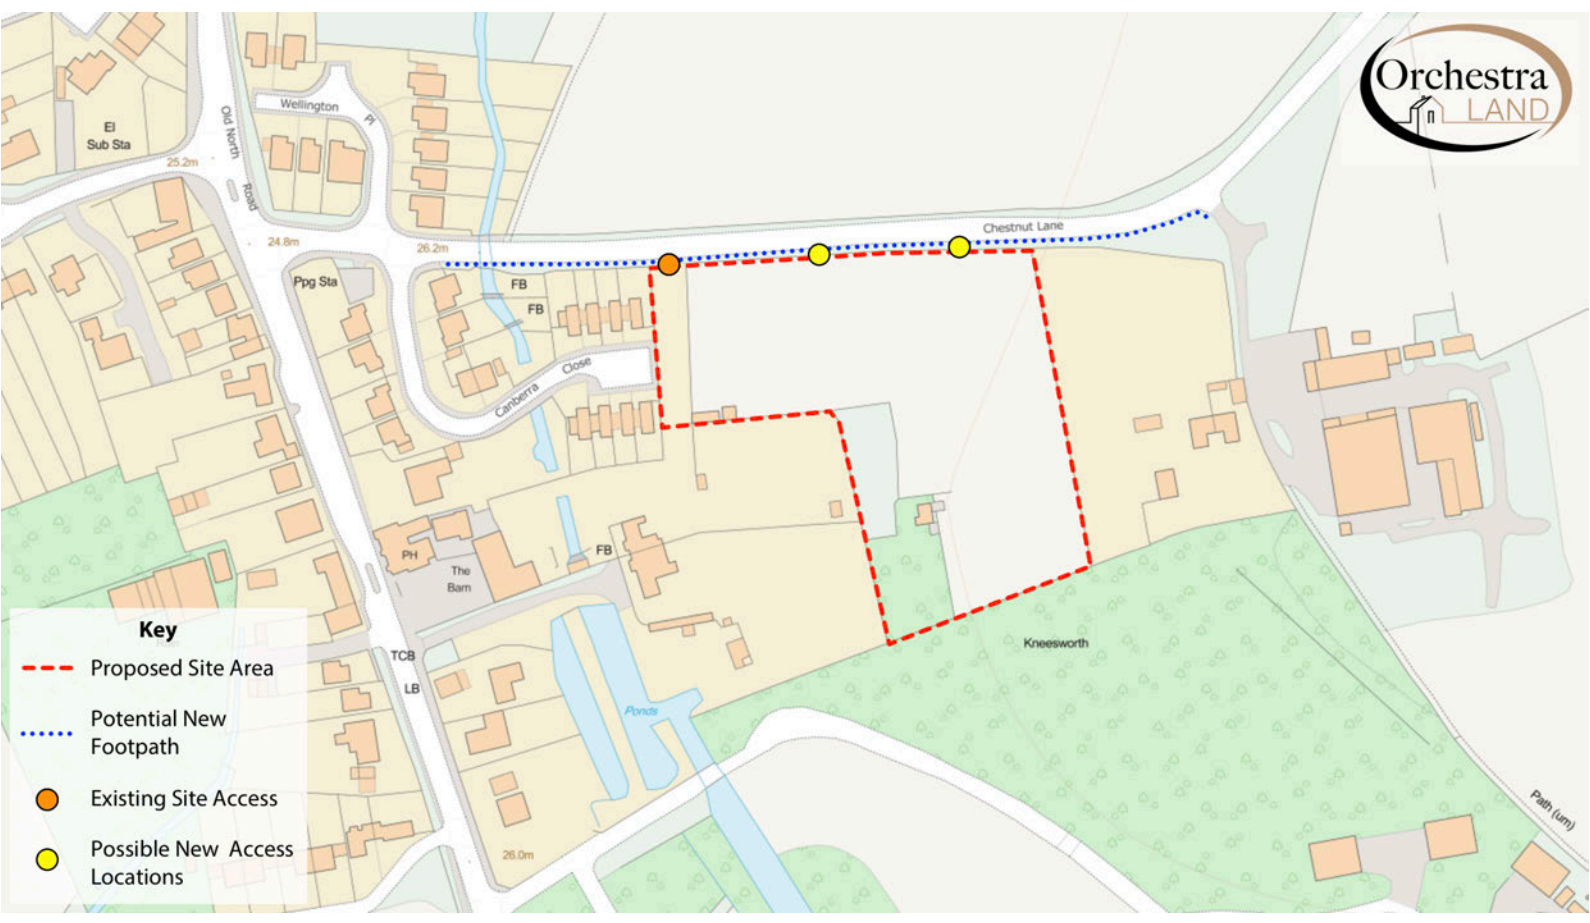 Orchestra
LAND
Wellington
Pl
El
Sub Sta
Old North
Road
25.2m
24.8m
26.2m
Chestnut Lane
Ppg Sta
FB
FB
Canberra
Close
PH
The
Barn
FB
TCB
LB
Kneesworth
Ponds
26.0m
Path (um)
Key
Proposed Site Area
Potential New
Footpath
Existing Site Access
Possible New Access
Locations